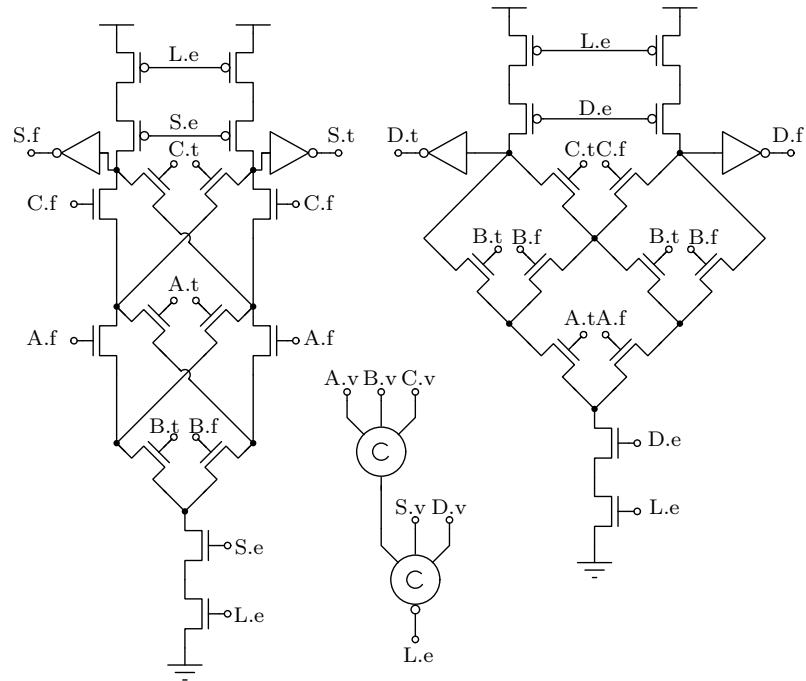 L.e
L.e
S.e
D.e
S.f
S.t
D.t
D.f
C.t
C.tC.f
C.f
C.f
B.t B.f
B.t B.f
A.t
A.tA.f
A.f
A.f
A.v B.v C.v
B.t B.f
C
D.e
S.v D.v
L.e
S.e
C
L.e
L.e